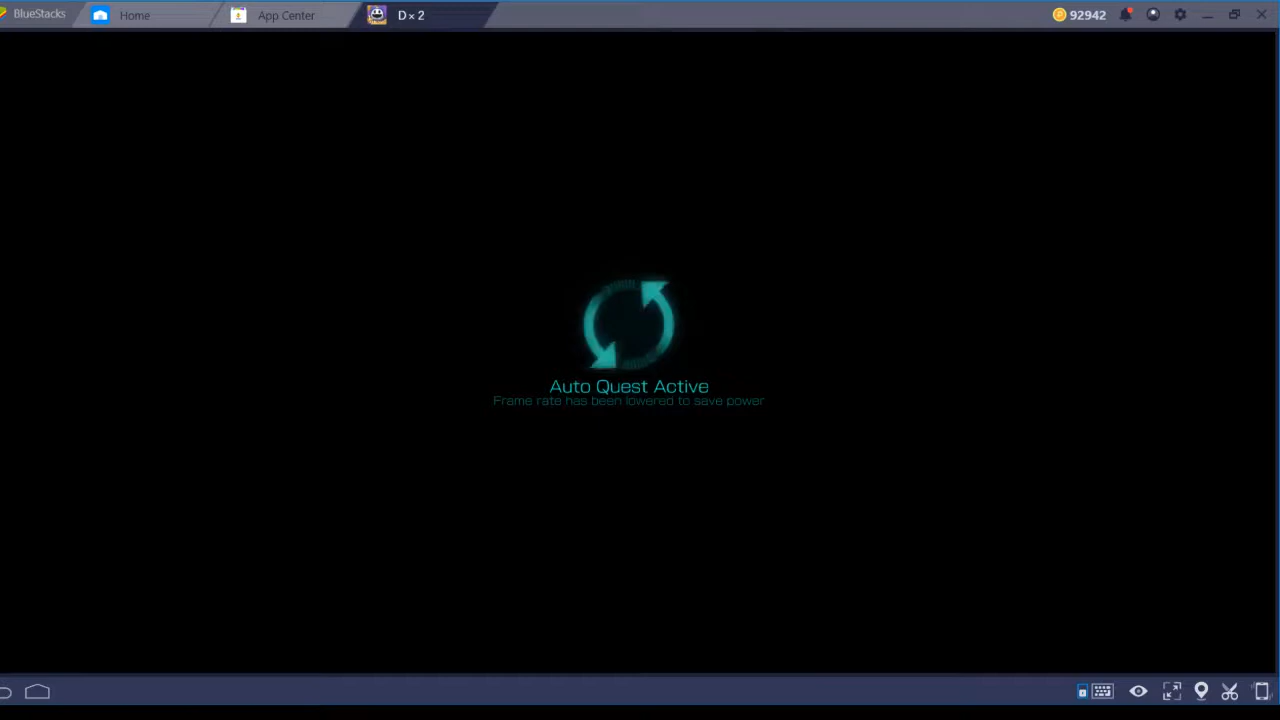 BlueStacks
Home
App Center
D×2
92942
Auto Quest Active
Frame rate has been lowered to save power